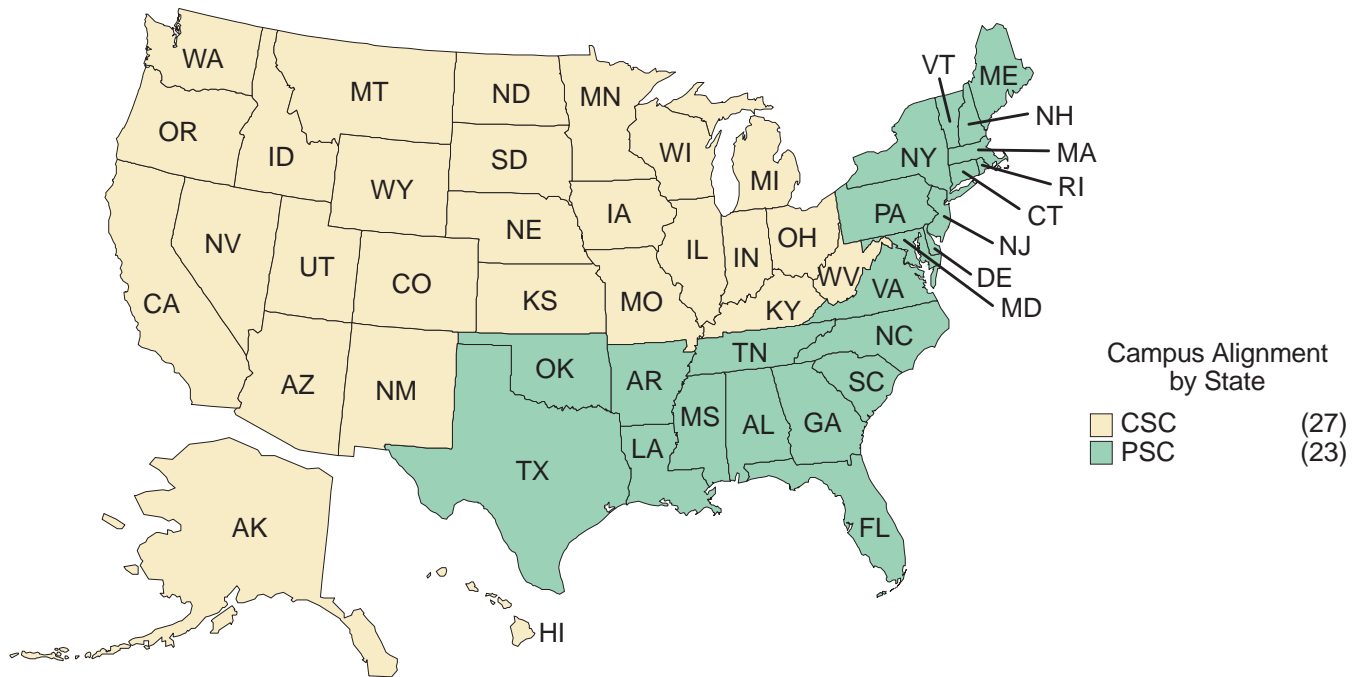 WA
MT
ND
MN
VT
ME
OR
ID
SD
WI
MI
NY
NH
MA
RI
CT
WY
IA
PA
NJ
NV
UT
CO
NE
IL
IN
OH
WV
VA
DE
MD
CA
KS
MO
KY
NC
TN
AZ
NM
OK
AR
SC
MS
AL
GA
LA
TX
FL
AK
HI
Campus Alignment
by State
CSC (27)
PSC (23)